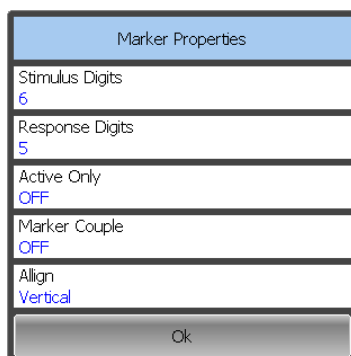 Marker Properties
Stimulus Digits
6
Response Digits
5
Active Only
OFF
Marker Couple
OFF
Allign
Vertical
Ok